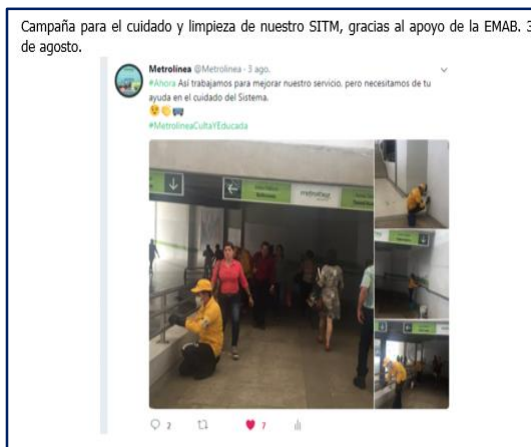 Campaña para el cuidado y limpieza de nuestro SITM, gracias al apoyo de la EMAB. 3
de agosto.
Metrolínea @Metrolinea · 3 ago.
#Ahora Así trabajamos para mejorar nuestro servicio, pero necesitamos de tu
ayuda en el cuidado del Sistema.
#MetrolineaCultaYEducada
metrolínea
2
7